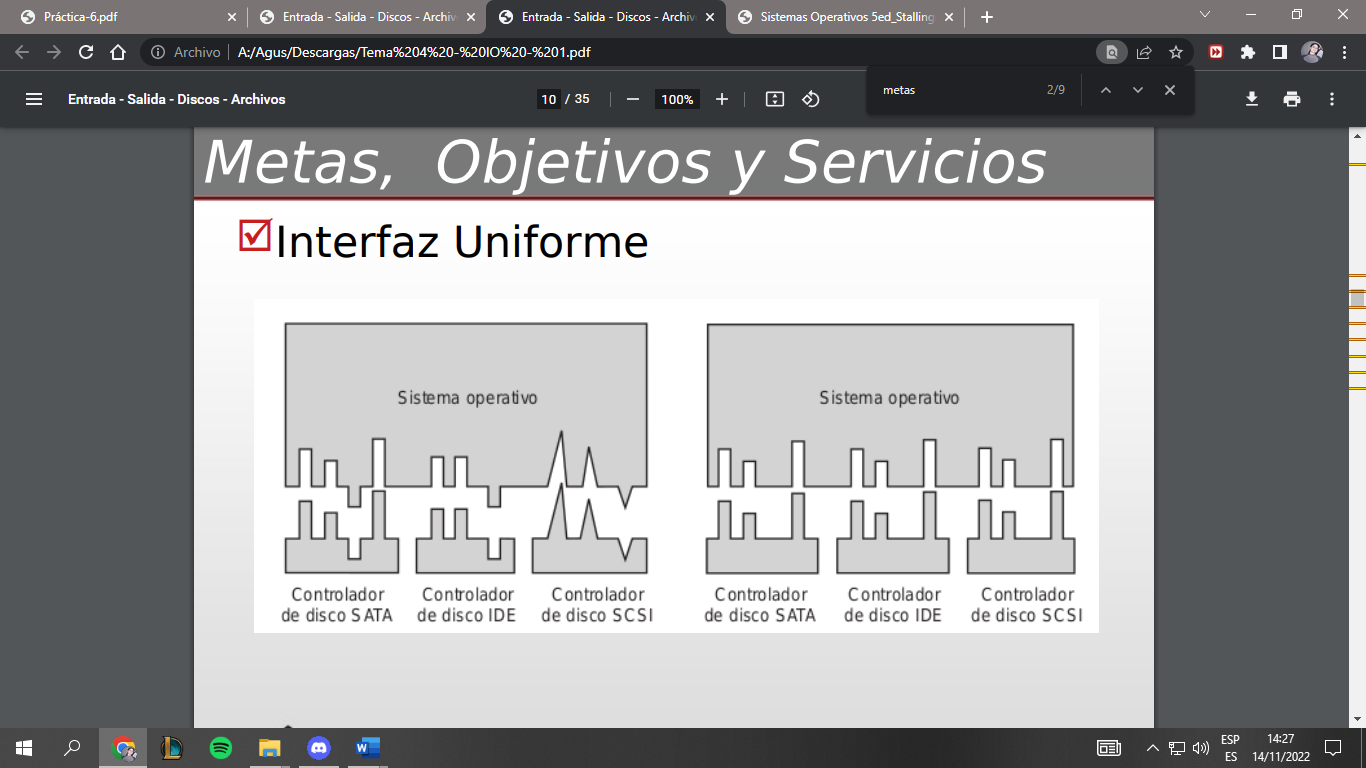 Práctica-6.pdf
Entrada - Salida - Discos - Archiv
Entrada - Salida - Discos - Archiv
Sistemas Operativos 5ed_Stalling
Archivo
A:/Agus/Descargas/Tema%204%20-%20IO%20-%201.pdf
Entrada - Salida - Discos - Archivos
10 / 35
100%
metas
2/9
Metas, Objetivos y Servicios
Interfaz Uniforme
Sistema operativo
Sistema operativo
Controlador
de disco SATA
Controlador
de disco IDE
Controlador
de disco SCSI
Controlador
de disco SATA
Controlador
de disco IDE
Controlador
de disco SCSI
ESP
ES
14:27
14/11/2022